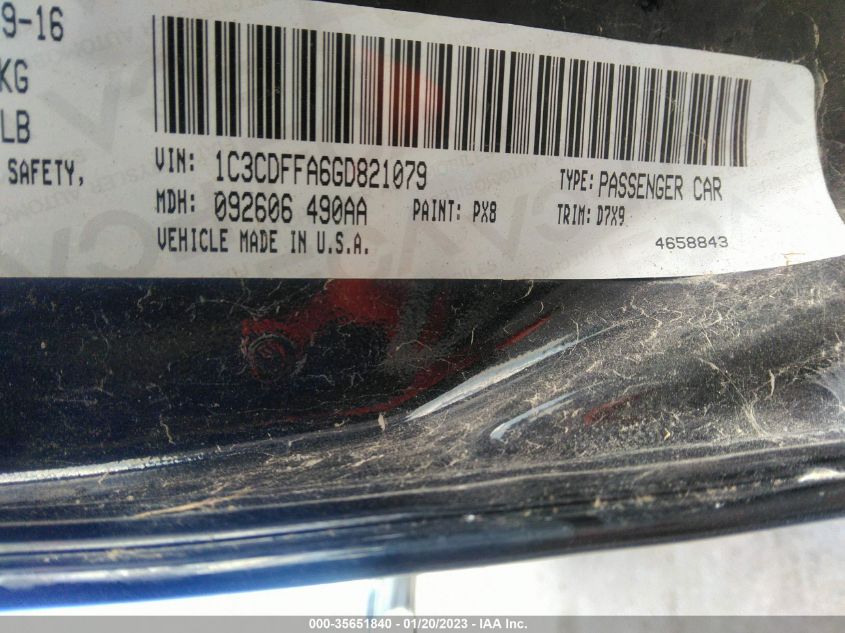 9-16
KG
LB
SAFETY,
VIN: 1C3CDFFA6GD821079 TYPE: PASSENGER CAR
MDH: 092606 490AA PAINT: PX8 TRIM: D7X9
VEHICLE MADE IN U.S.A. 4658843
000-35651840 — 01/20/2023 — IAA Inc.